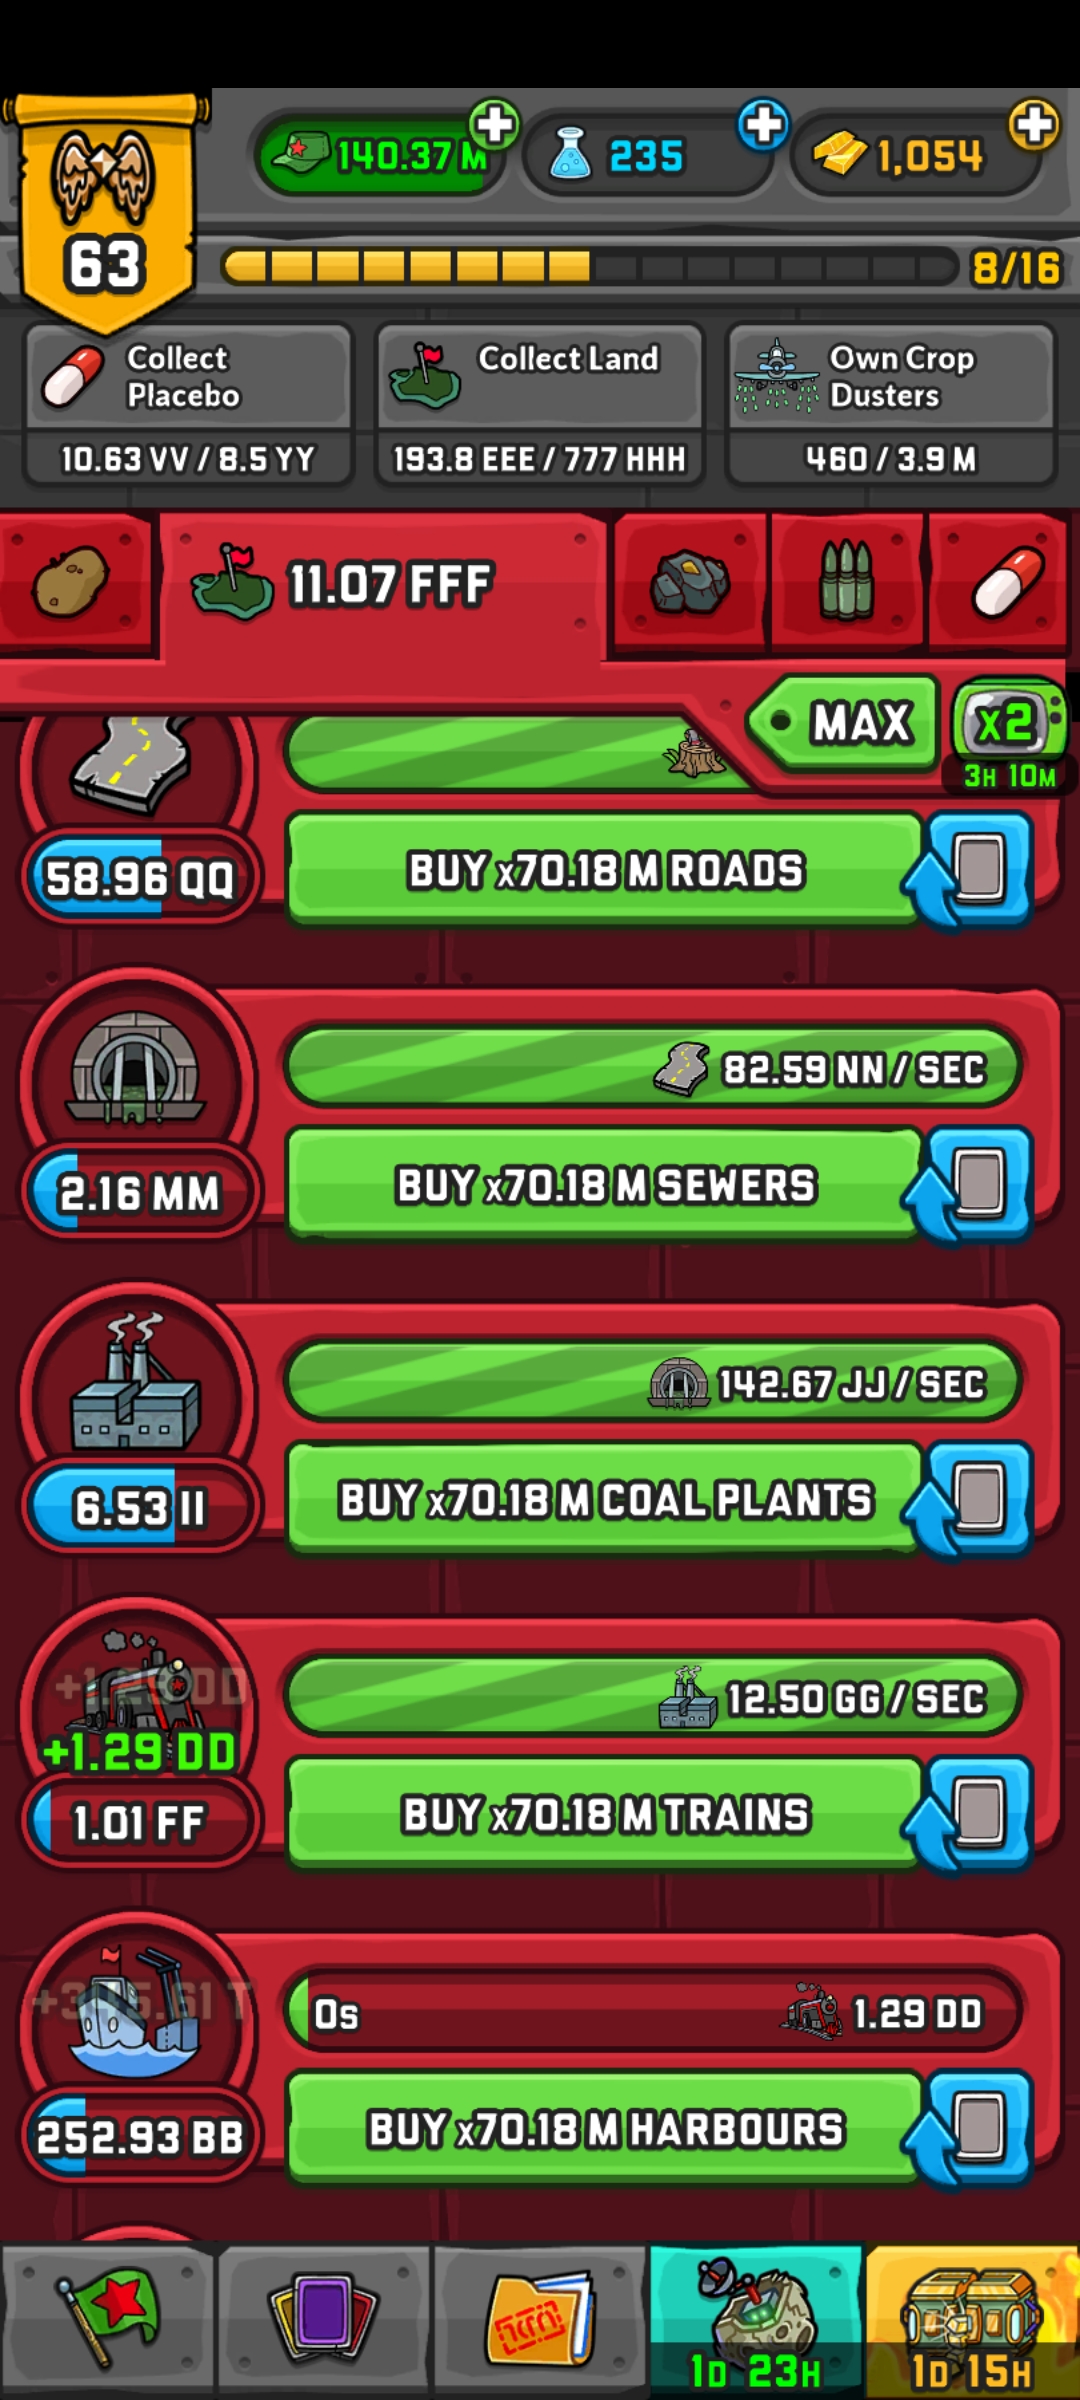 140.37 M
235
1,054
63
8/16
Collect
Placebo
10.63 VV / 8.5 YY
Collect Land
193.8 EEE / 777 HHH
Own Crop
Dusters
460 / 3.9 M
11.07 FFF
MAX
x2
3H 10M
58.96 QQ
BUY x70.18 M ROADS
82.59 NN / SEC
2.16 MM
BUY x70.18 M SEWERS
142.67 JJ / SEC
6.53 II
BUY x70.18 M COAL PLANTS
12.50 GG / SEC
+1.29 DD
1.01 FF
BUY x70.18 M TRAINS
0s
1.29 DD
252.93 BB
BUY x70.18 M HARBOURS
1D 23H
1D 15H